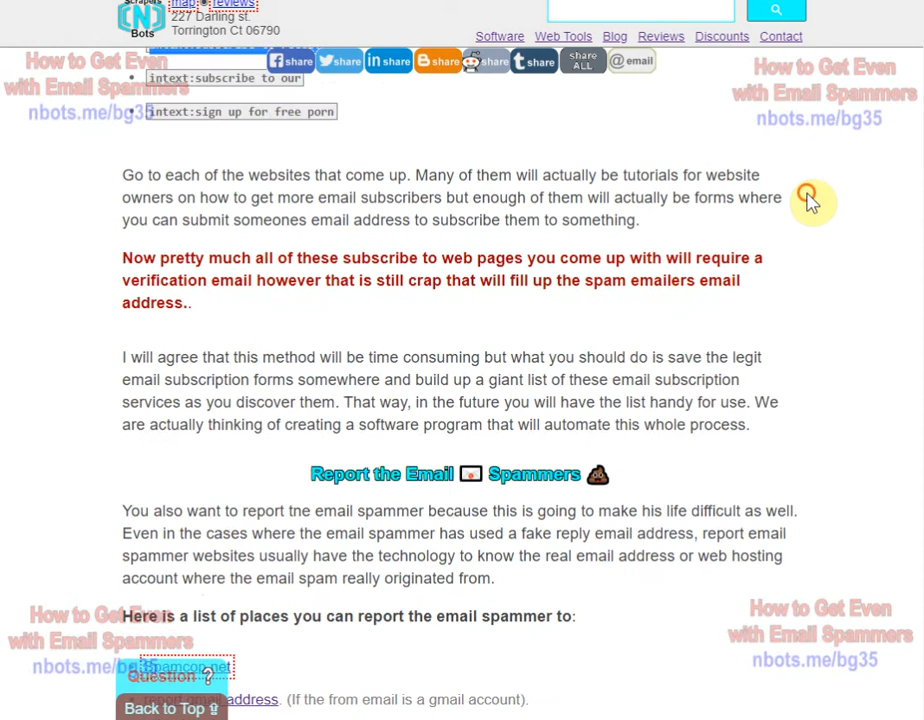 Scrapers
Bots
map reviews
227 Darling st.
Torrington Ct 06790
Software Web Tools Blog Reviews Discounts Contact
share share share share share share share ALL @email
How to Get Even
with Email Spammers
nbots.me/bg35
How to Get Even
with Email Spammers
nbots.me/bg35
intext:subscribe to our
intext:sign up for free porn
Go to each of the websites that come up. Many of them will actually be tutorials for website
owners on how to get more email subscribers but enough of them will actually be forms where
you can submit someones email address to subscribe them to something.
Now pretty much all of these subscribe to web pages you come up with will require a
verification email however that is still crap that will fill up the spam emailers email
address..
I will agree that this method will be time consuming but what you should do is save the legit
email subscription forms somewhere and build up a giant list of these email subscription
services as you discover them. That way, in the future you will have the list handy for use. We
are actually thinking of creating a software program that will automate this whole process.
Report the Email Spammers
You also want to report tne email spammer because this is going to make his life difficult as well.
Even in the cases where the email spammer has used a fake reply email address, report email
spammer websites usually have the technology to know the real email address or web hosting
account where the email spam really originated from.
Here is a list of places you can report the email spammer to:
How to Get Even
with Email Spammers
nbots.me/bg35
How to Get Even
with Email Spammers
nbots.me/bg35
Spamcop.net
Question ?
report gmail address. (If the from email is a gmail account).
Back to Top ⇪